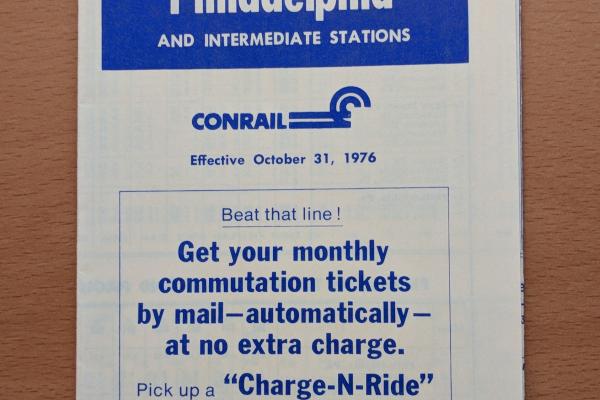 Philadelphia
AND INTERMEDIATE STATIONS
CONRAIL
Effective October 31, 1976
Beat that line!
Get your monthly
commutation tickets
by mail—automatically—
at no extra charge.
Pick up a "Charge-N-Ride"